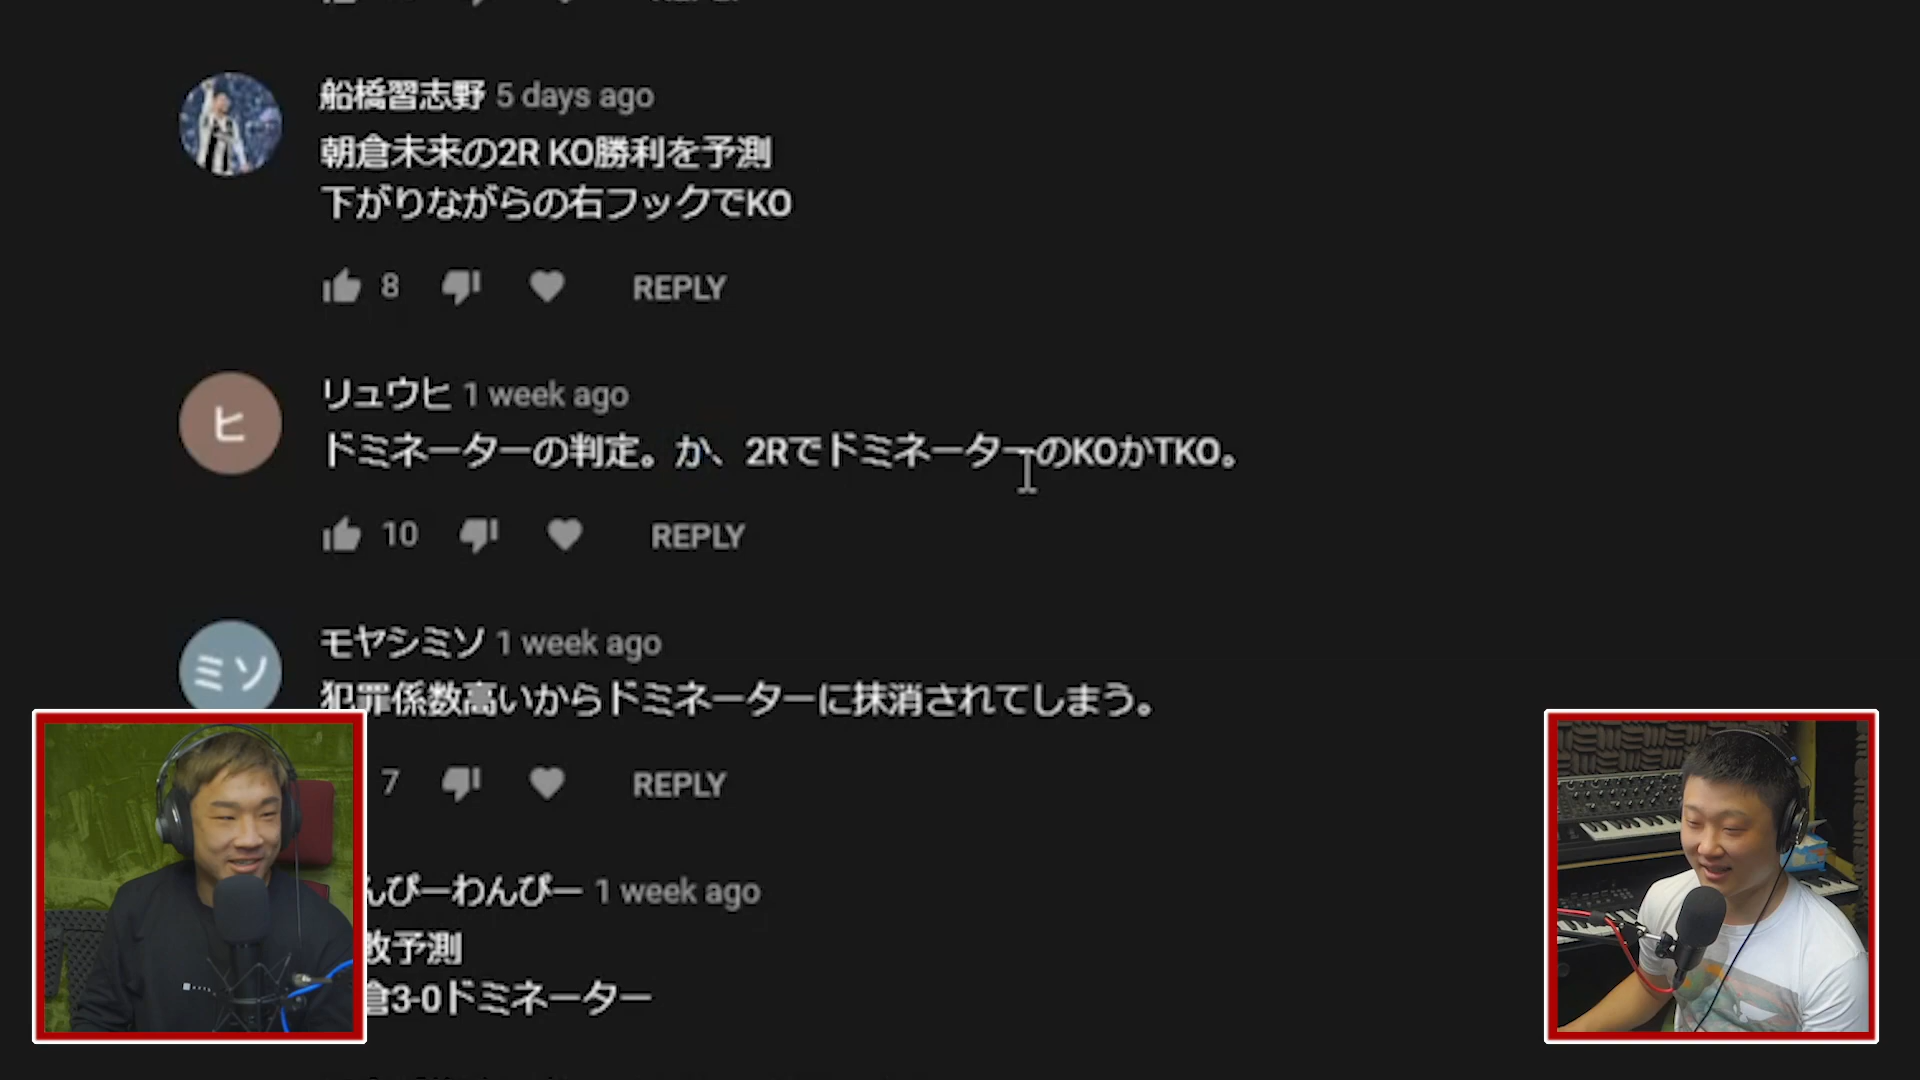 船橋習志野 5 days ago
朝倉未来の2R KO勝利を予測
下がりながらの右フックでKO
8 REPLY
ヒ
リュウヒ 1 week ago
ドミネーターの判定。か、2RでドミネーターのKOかTKO。
10 REPLY
ミソ
モヤシミソ 1 week ago
犯罪係数高いからドミネーターに抹消されてしまう。
7 REPLY
んぴーわんぴー 1 week ago
敗予測
倉3-0ドミネーター